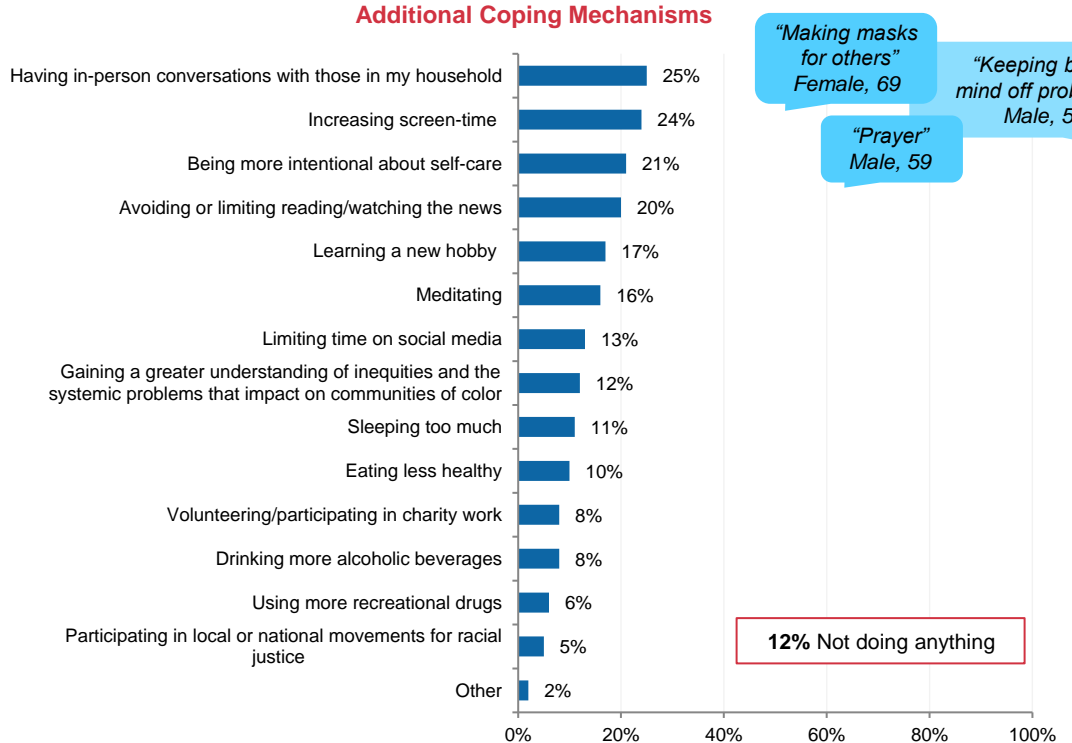 Additional Coping Mechanisms
“Making masks
for others”
Female, 69
“Keeping
mind off
Male,
“Prayer”
Male, 59
Having in-person conversations with those in my household 25%
Increasing screen-time 24%
Being more intentional about self-care 21%
Avoiding or limiting reading/watching the news 20%
Learning a new hobby 17%
Meditating 16%
Limiting time on social media 13%
Gaining a greater understanding of inequities and the
systemic problems that impact on communities of color 12%
Sleeping too much 11%
Eating less healthy 10%
Volunteering/participating in charity work 8%
Drinking more alcoholic beverages 8%
Using more recreational drugs 6%
Participating in local or national movements for racial
justice 5%
12% Not doing anything
Other 2%
0% 20% 40% 60% 80% 100%